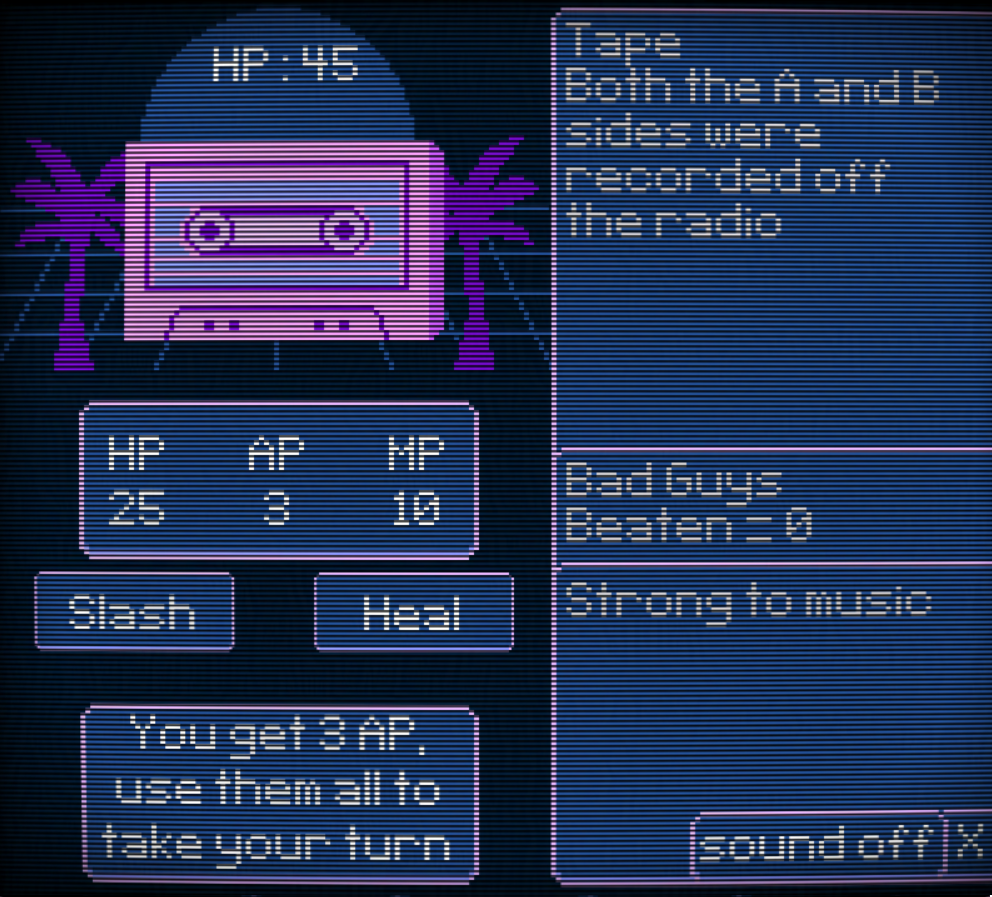 HP:45
HP AP MP
25 3 10
Slash Heal
You get 3 AP,
use them all to
take your turn
Tape
Both the A and B
sides were
recorded off
the radio
Bad Guys
Beaten = 0
Strong to music
sound off X